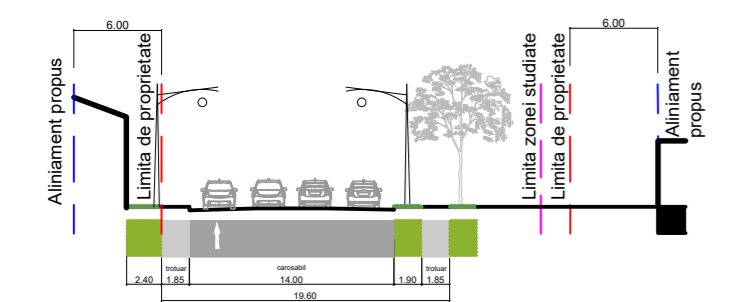 6.00
6.00
Aliniament propus
Limita de proprietate
Limita zonei studiate
Limita de proprietate
Aliniament
propus
trotuar
carosabil
trotuar
2.40
1.85
14.00
1.90
1.85
19.60